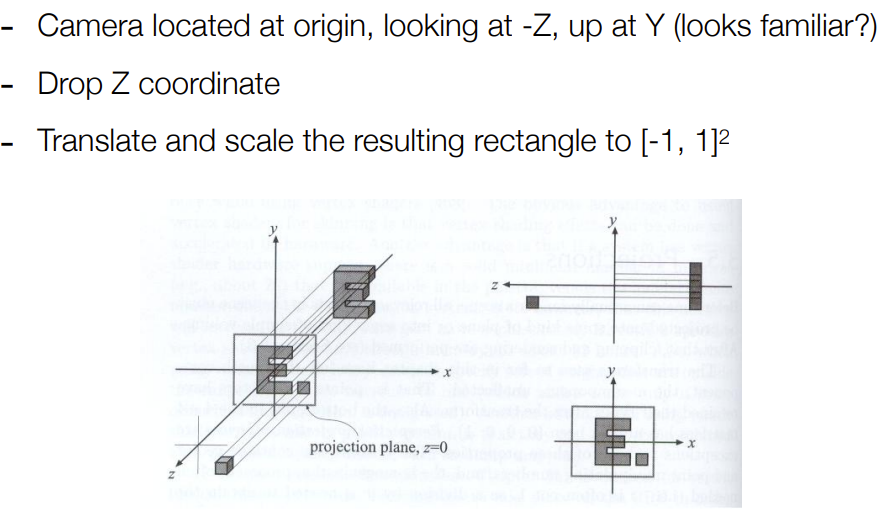 - Camera located at origin, looking at -Z, up at Y (looks familiar?)
- Drop Z coordinate
- Translate and scale the resulting rectangle to [-1, 1]²
y
x
z
projection plane, z=0
y
z
y
x